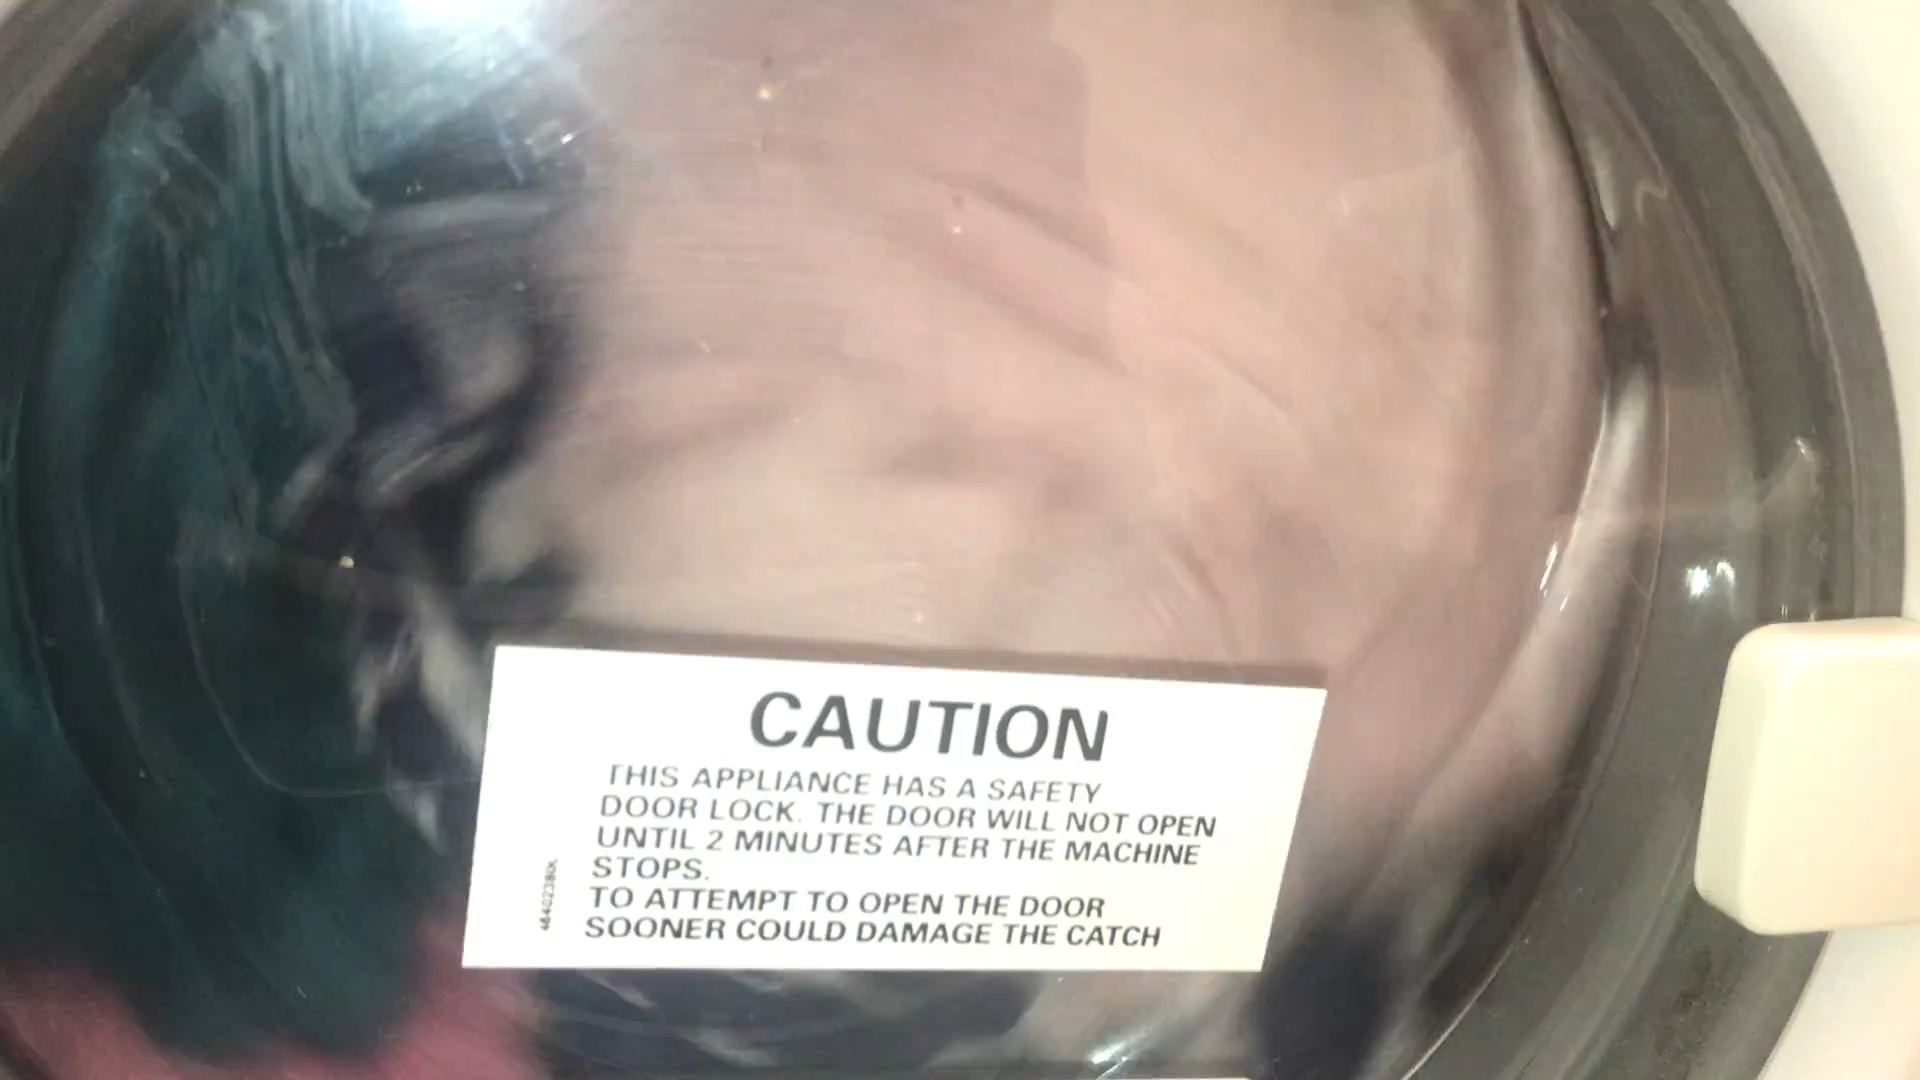 CAUTION
THIS APPLIANCE HAS A SAFETY
DOOR LOCK. THE DOOR WILL NOT OPEN
UNTIL 2 MINUTES AFTER THE MACHINE
STOPS.
TO ATTEMPT TO OPEN THE DOOR
SOONER COULD DAMAGE THE CATCH